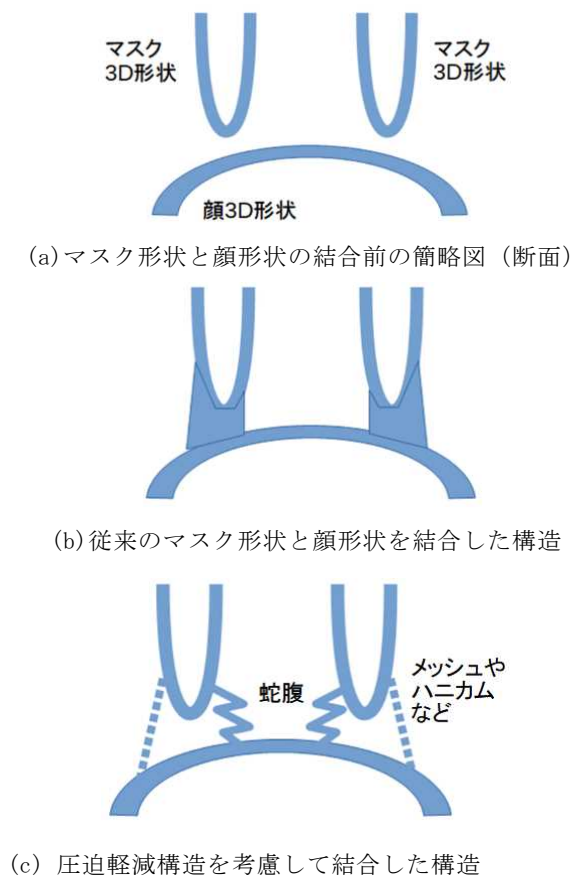 マスク
3D形状
マスク
3D形状
顔3D形状
(a)マスク形状と顔形状の結合前の簡略図（断面）
(b)従来のマスク形状と顔形状を結合した構造
蛇腹
メッシュや
ハニカム
など
(c) 圧迫軽減構造を考慮して結合した構造